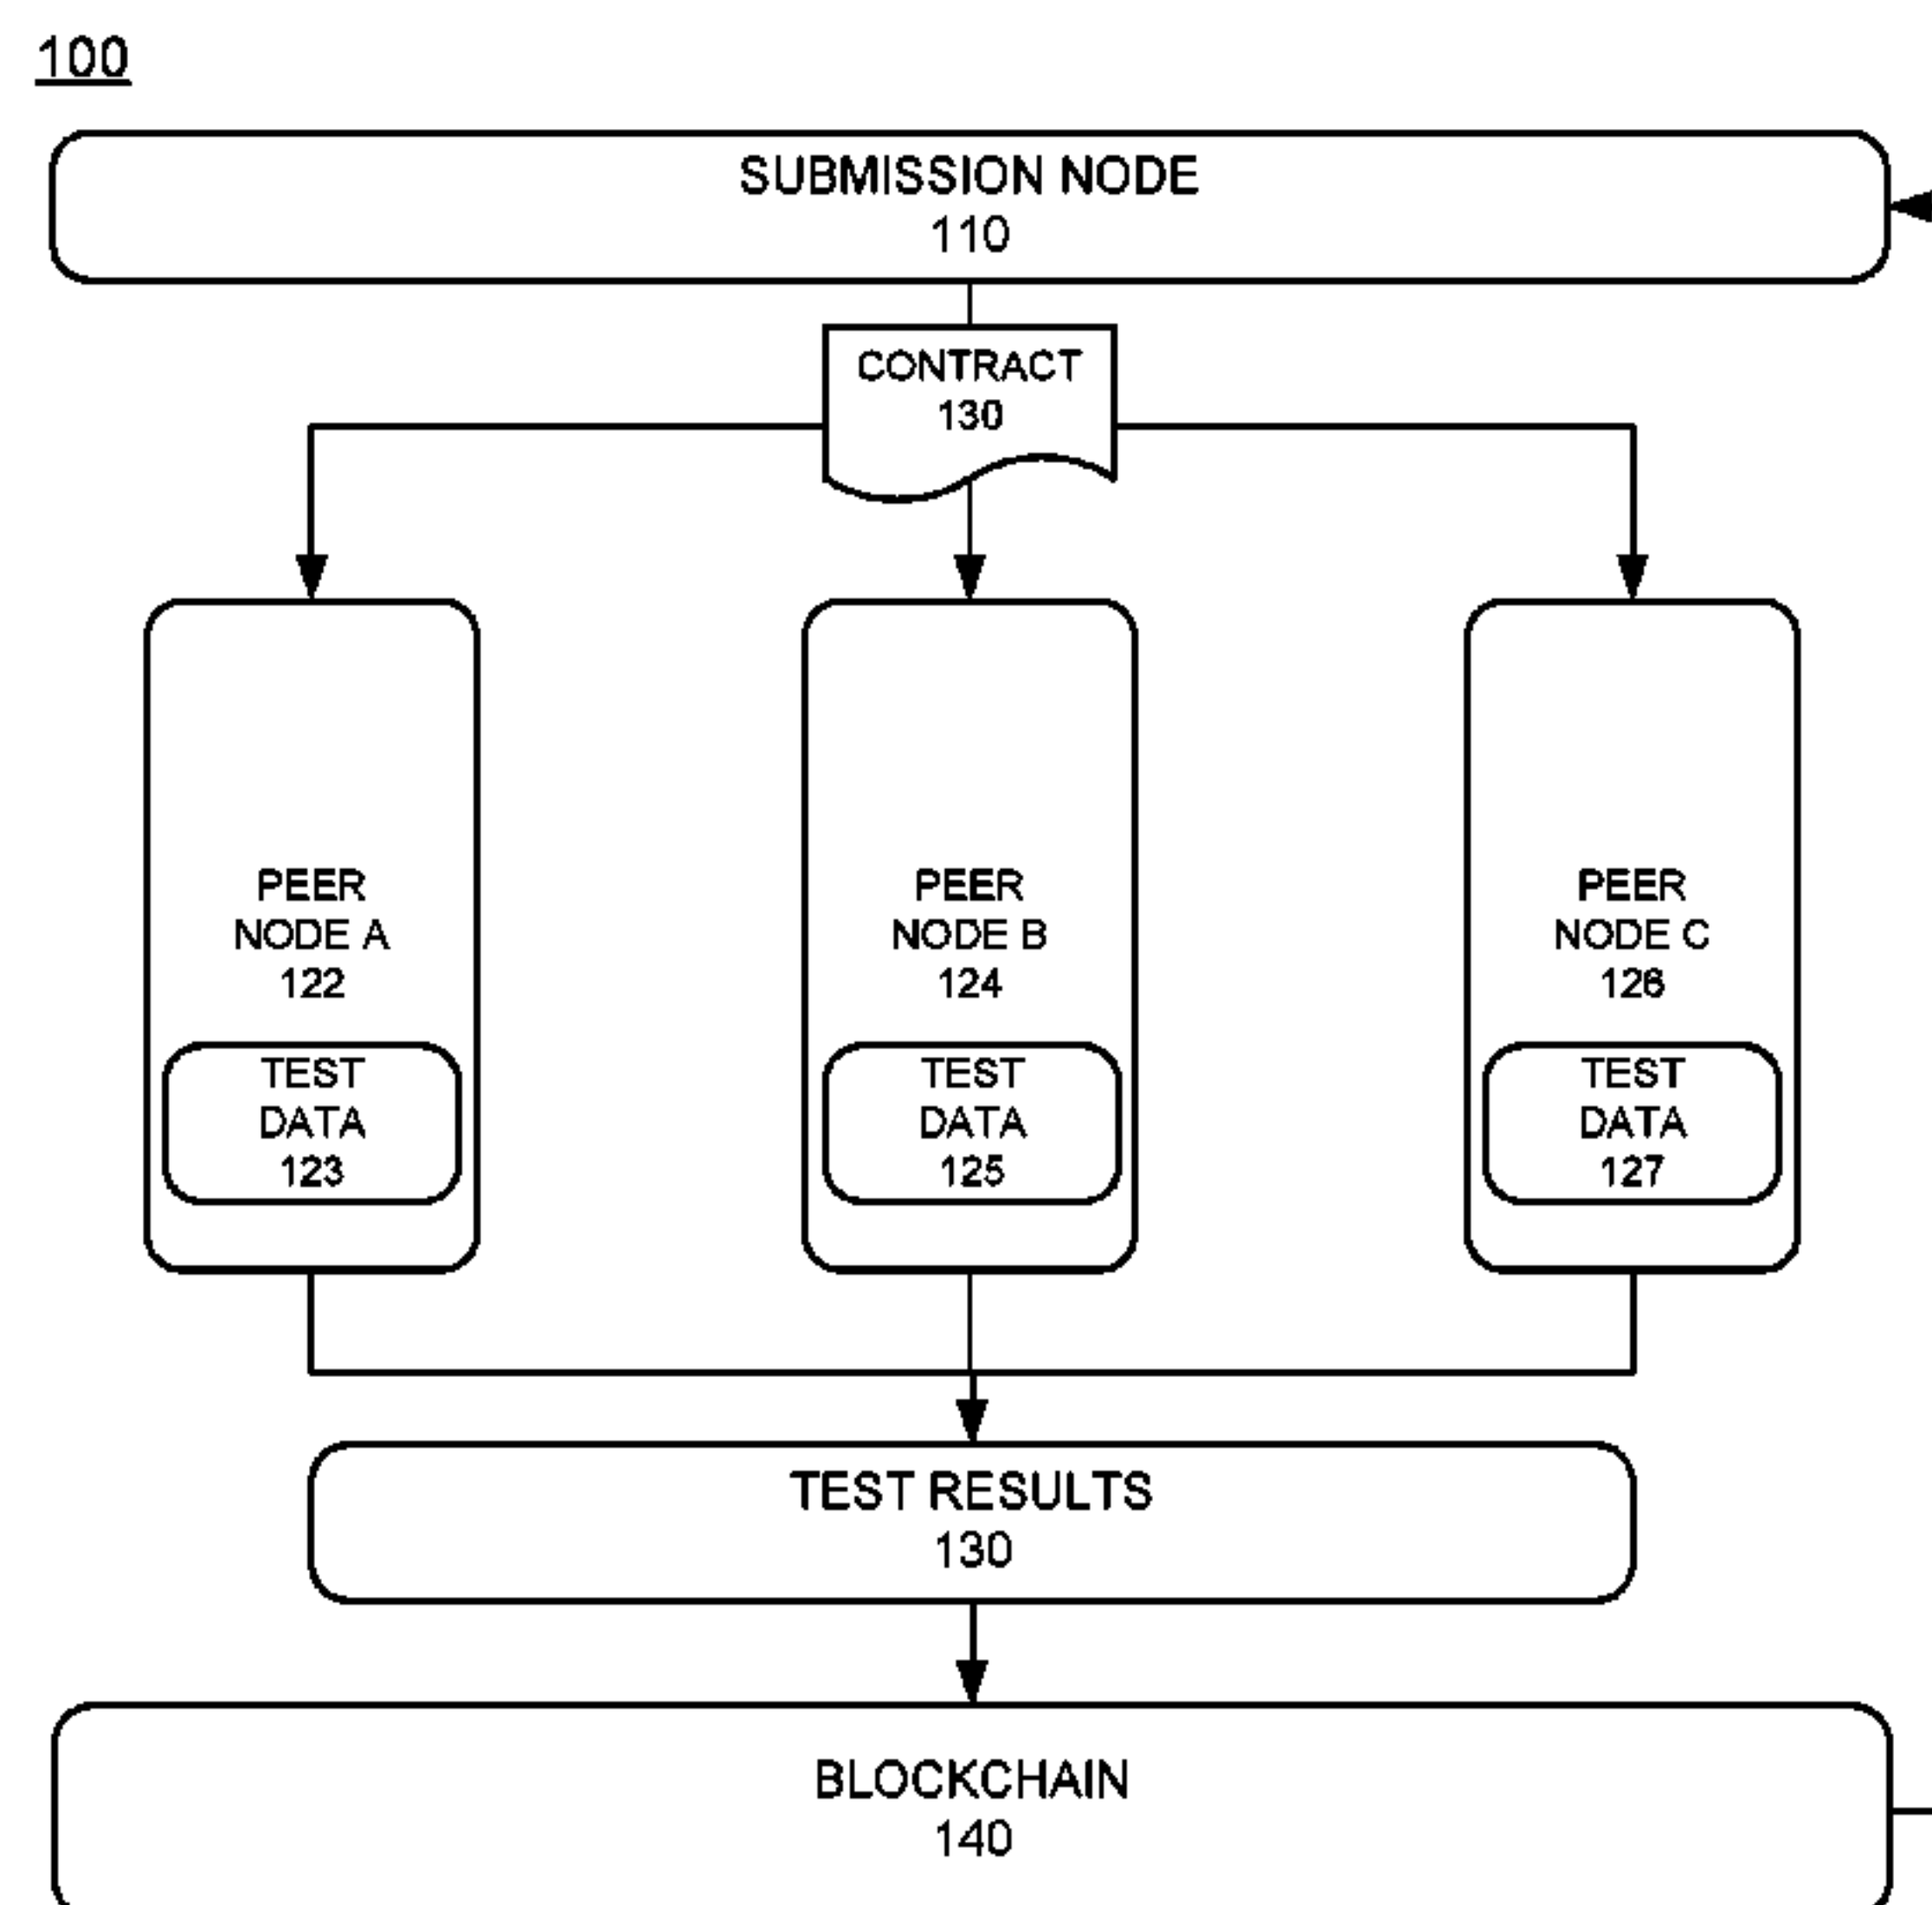 100
SUBMISSION NODE
110
CONTRACT
130
PEER
NODE A
122
TEST
DATA
123
PEER
NODE B
124
TEST
DATA
125
PEER
NODE C
126
TEST
DATA
127
TEST RESULTS
130
BLOCKCHAIN
140